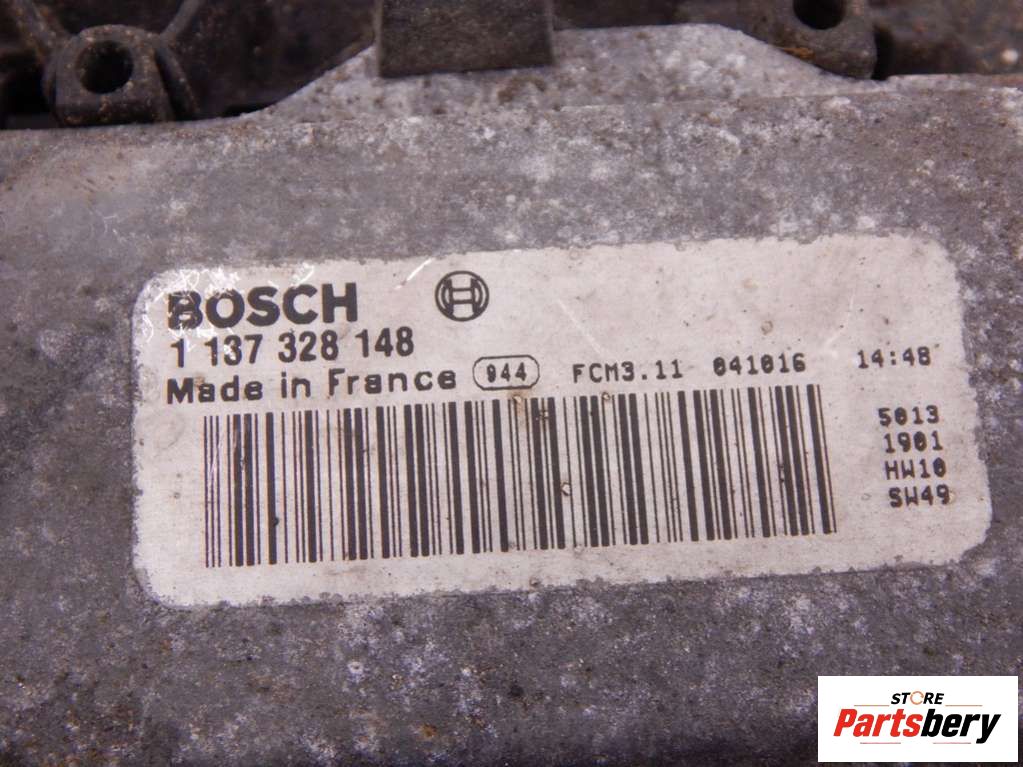 BOSCH
1 137 328 148
Made in France 944 FCM3.11 041016 14:48
5013
1901
HW10
SW49
STORE
Partsbery